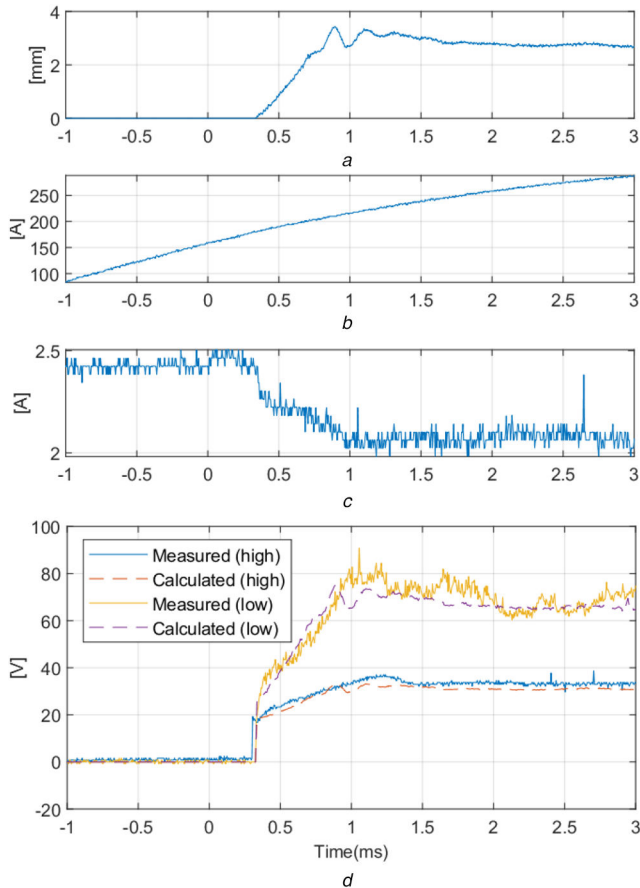 4
2
0
[mm]
-1 -0.5 0 0.5 1 1.5 2 2.5 3
a
250
200
150
100
[A]
-1 -0.5 0 0.5 1 1.5 2 2.5 3
b
2.5
2
[A]
-1 -0.5 0 0.5 1 1.5 2 2.5 3
c
100
80
60
40
20
0
-20
[V]
Measured (high)
Calculated (high)
Measured (low)
Calculated (low)
-1 -0.5 0 0.5 1 1.5 2 2.5 3
Time(ms)
d